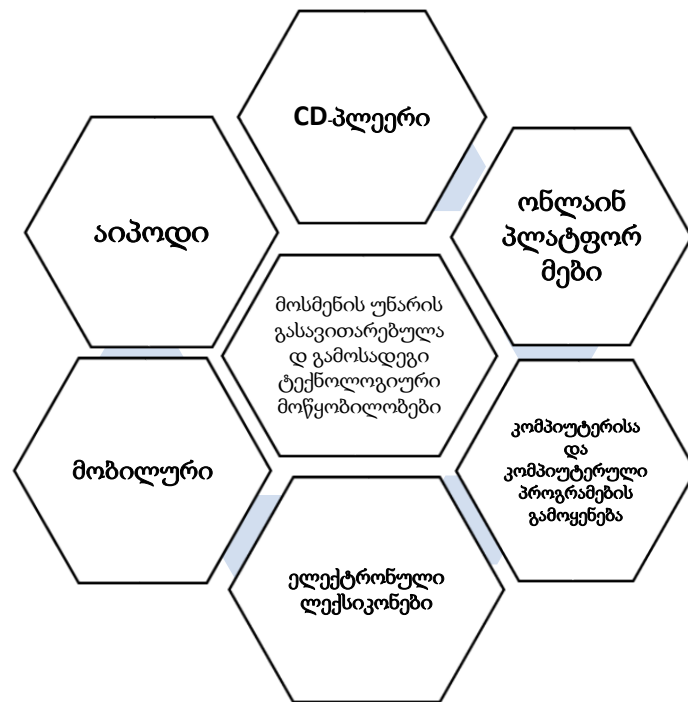 CD-პლეერი
აიპოდი
ონლაინ
პლატფორ
მები
მოსმენის უნარის
გასავითარებულა
დ გამოსადეგი
ტექნოლოგიური
მოწყობილობები
მობილური
კომპიუტერისა
და
კომპიუტერული
პროგრამების
გამოყენება
ელექტრონული
ლექსიკონები